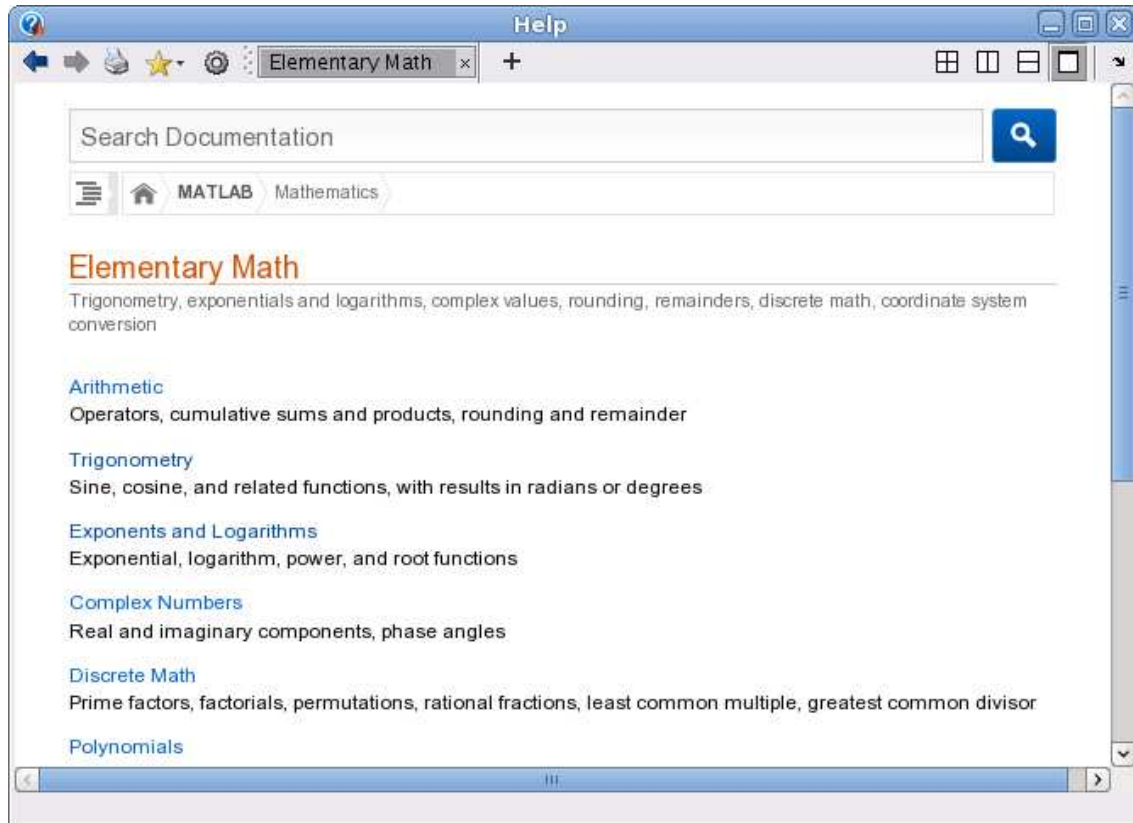 Help
Elementary Math
Search Documentation
MATLAB Mathematics
Elementary Math
Trigonometry, exponentials and logarithms, complex values, rounding, remainders, discrete math, coordinate system
conversion
Arithmetic
Operators, cumulative sums and products, rounding and remainder
Trigonometry
Sine, cosine, and related functions, with results in radians or degrees
Exponents and Logarithms
Exponential, logarithm, power, and root functions
Complex Numbers
Real and imaginary components, phase angles
Discrete Math
Prime factors, factorials, permutations, rational fractions, least common multiple, greatest common divisor
Polynomials